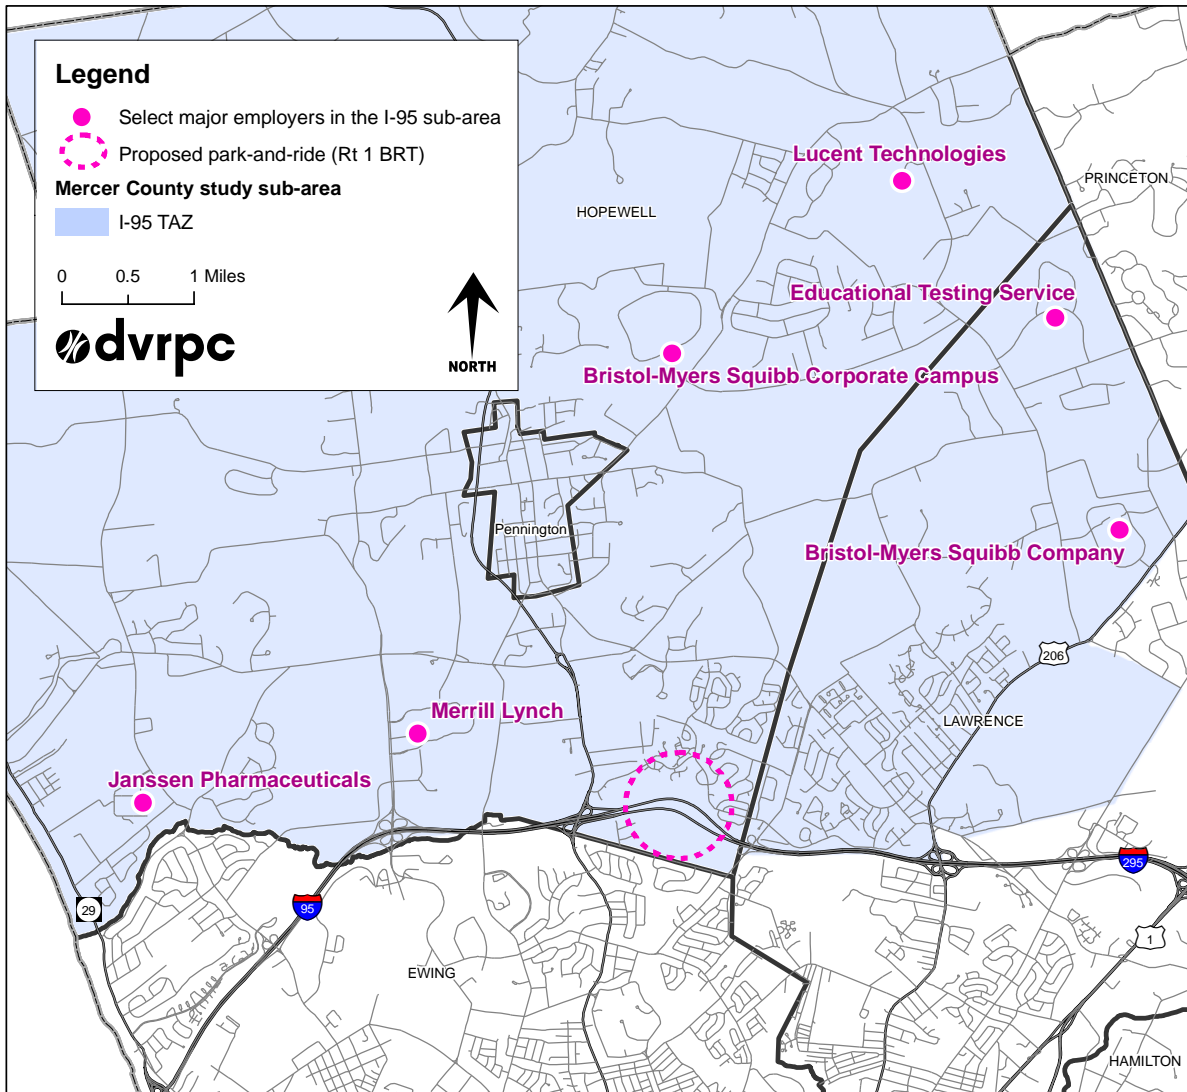 Legend
Select major employers in the I-95 sub-area
Proposed park-and-ride (Rt 1 BRT)
Mercer County study sub-area
I-95 TAZ
0 0.5 1 Miles
dvrpc
NORTH
Lucent Technologies
PRINCETON
HOPEWELL
Educational Testing Service
Bristol-Myers Squibb Corporate Campus
Pennington
Bristol-Myers Squibb Company
206
Merrill Lynch
LAWRENCE
Janssen Pharmaceuticals
295
29
95
1
EWING
HAMILTON